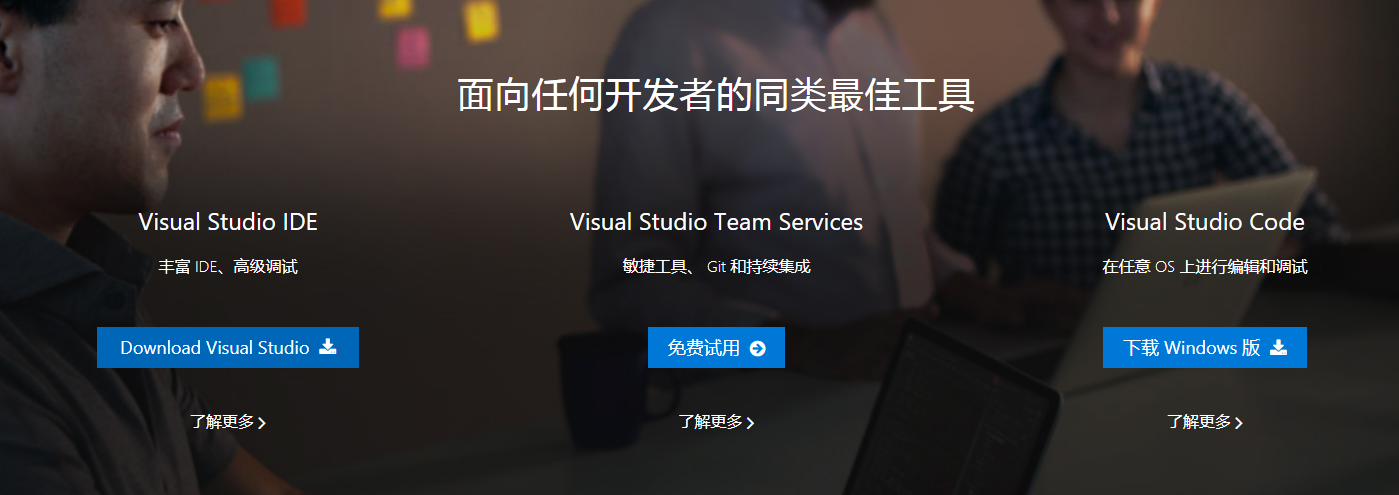 面向任何开发者的同类最佳工具
Visual Studio IDE
丰富 IDE、高级调试
Download Visual Studio
了解更多
Visual Studio Team Services
敏捷工具、 Git 和持续集成
免费试用
了解更多
Visual Studio Code
在任意 OS 上进行编辑和调试
下载 Windows 版
了解更多